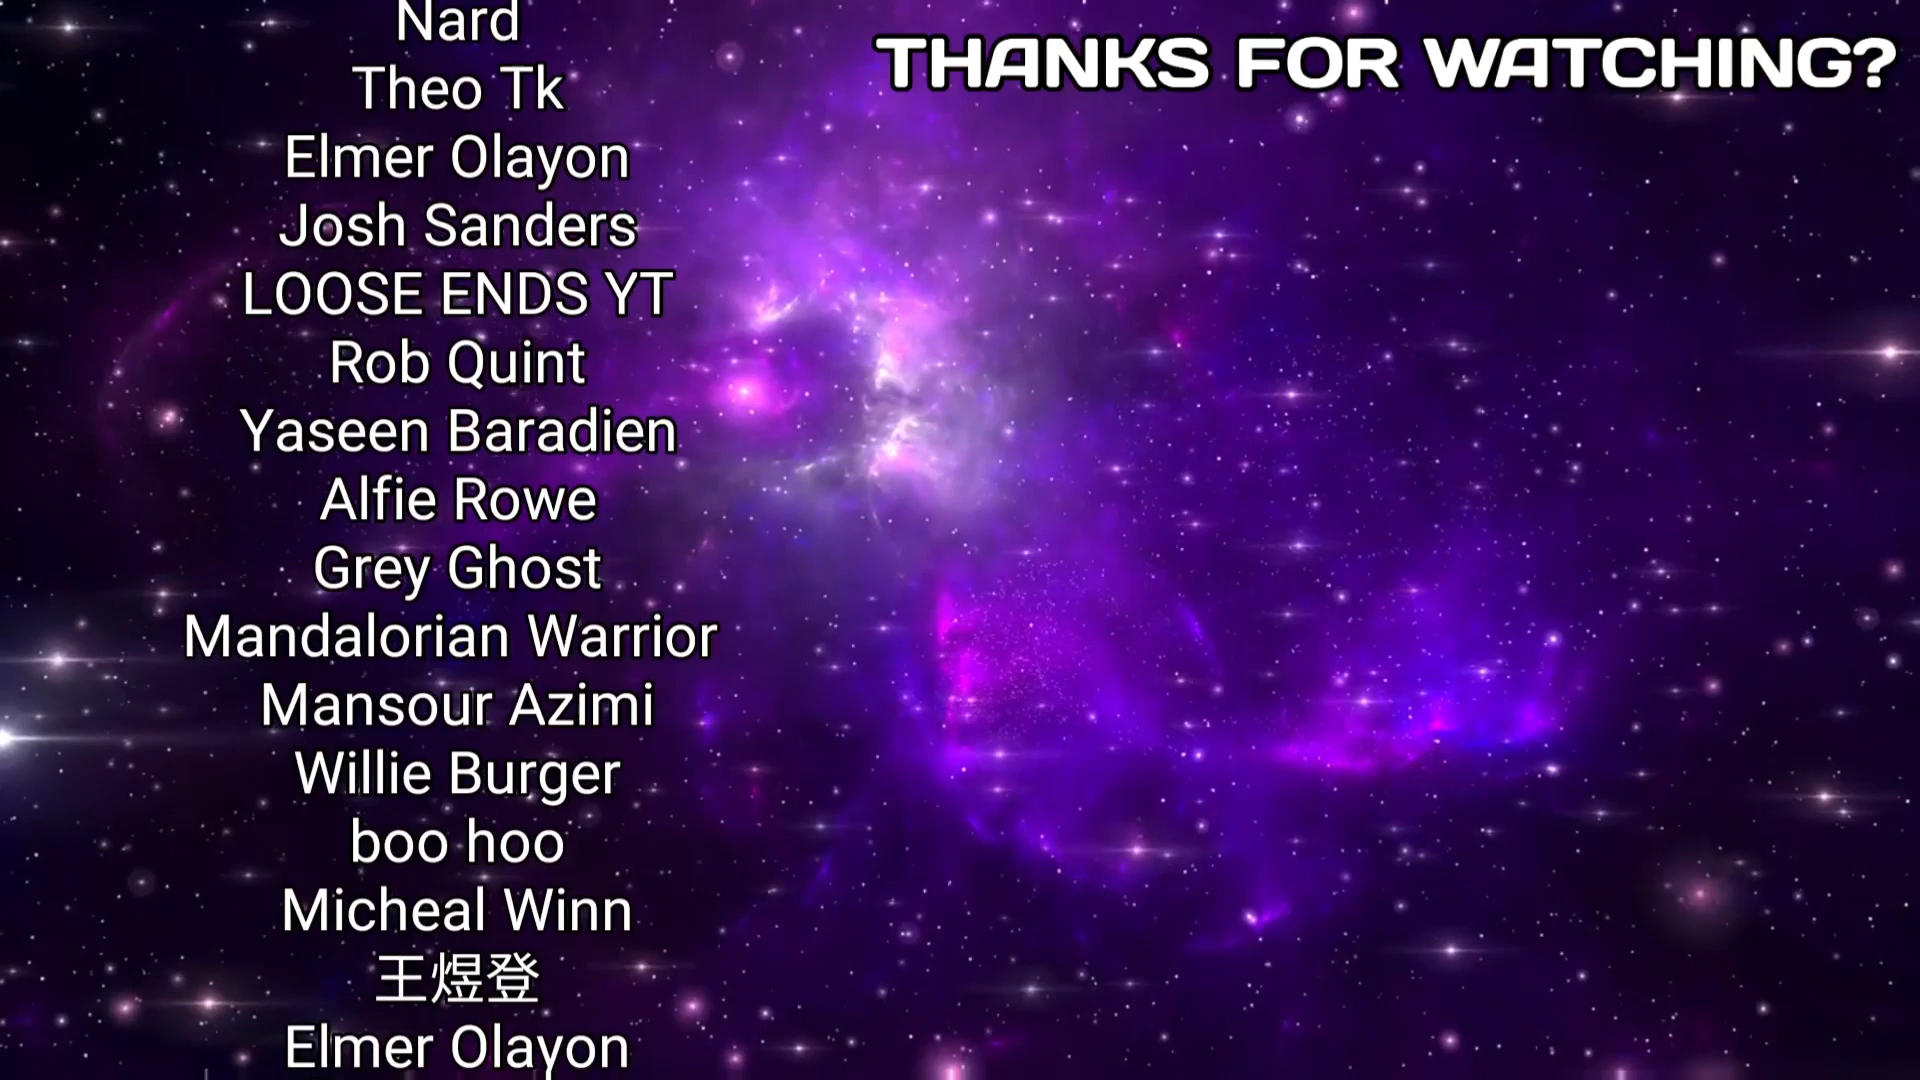 Nard
Theo Tk
Elmer Olayon
Josh Sanders
LOOSE ENDS YT
Rob Quint
Yaseen Baradien
Alfie Rowe
Grey Ghost
Mandalorian Warrior
Mansour Azimi
Willie Burger
boo hoo
Micheal Winn
王煜登
Elmer Olayon
THANKS FOR WATCHING?